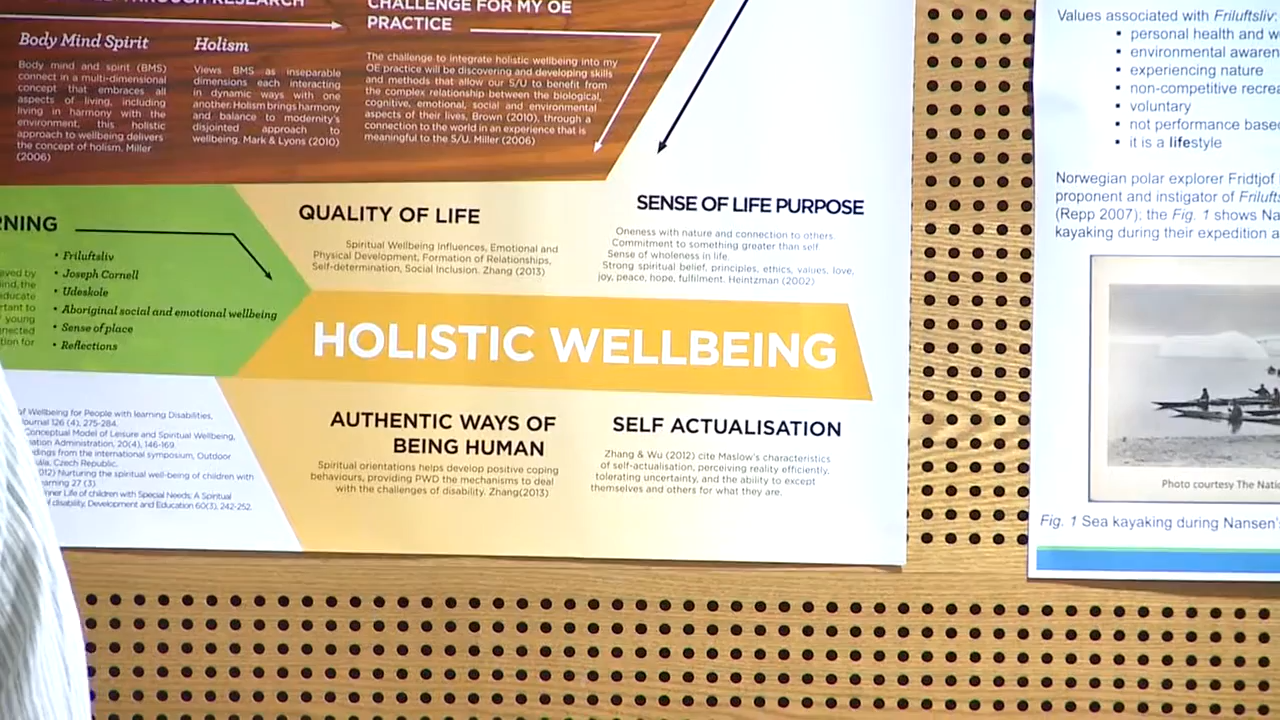 THROUGH RESEARCH
CHALLENGE FOR MY OE
PRACTICE
Body Mind Spirit
Body mind and spirit (BMS)
connect in a multi-dimensional
concept that embraces all
aspects of living, including
living in harmony with the
environment, this holistic
approach to wellbeing delivers
the concept of holism. Miller
(2006)
Holism
Views BMS as inseparable
dimensions each interacting
in dynamic ways with one
another. Holism brings harmony
and balance to modernity's
disjointed approach to
wellbeing. Mark & Lyons (2010)
The challenge to integrate holistic wellbeing into my
OE practice will be discovering and developing skills
and methods that allow our S/U to benefit from
the complex relationship between the biological,
cognitive, emotional, social and environmental
aspects of their lives, Brown (2010), through a
connection to the world in an experience that is
meaningful to the S/U. Miller (2006)
RNING
• Friluftsliv
• Joseph Cornell
• Udeskole
• Aboriginal social and emotional wellbeing
• Sense of place
• Reflections
eved by
ind, the
educate
rtant to
young
nnected
tion for
QUALITY OF LIFE
Spiritual Wellbeing Influences, Emotional and
Physical Development, Formation of Relationships,
Self-determination, Social Inclusion. Zhang (2013)
SENSE OF LIFE PURPOSE
Oneness with nature and connection to others
Commitment to something greater than self
Sense of wholeness in life.
Strong spiritual belief, principles, ethics, values, love,
joy, peace, hope, fulfilment. Heintzman (2002)
HOLISTIC WELLBEING
AUTHENTIC WAYS OF
BEING HUMAN
Spiritual orientations helps develop positive coping
behaviours, providing PWD the mechanisms to deal
with the challenges of disability. Zhang(2013)
SELF ACTUALISATION
Zhang & Wu (2012) cite Maslow's characteristics
of self-actualisation, perceiving reality efficiently,
tolerating uncertainty, and the ability to except
themselves and others for what they are.
of Wellbeing for People with learning Disabilities,
Journal 126 (4), 275-284.
Conceptual Model of Leisure and Spiritual Wellbeing,
ation Administration, 20(4), 146-169.
dings from the international symposium, Outdoor
Czech Republic.
012) Nurturing the spiritual well-being of children with
arning 27 (3).
nner Life of children with Special Needs: A Spiritual
f disability, Development and Education 60(3), 242-252.
Values associated with Friluftsliv:
• personal health and w
• environmental awaren
• experiencing nature
• non-competitive recrea
• voluntary
• not performance base
• it is a lifestyle
Norwegian polar explorer Fridtjof
proponent and instigator of Friluft
(Repp 2007); the Fig. 1 shows Na
kayaking during their expedition a
Photo courtesy The Natio
Fig. 1 Sea kayaking during Nansen's